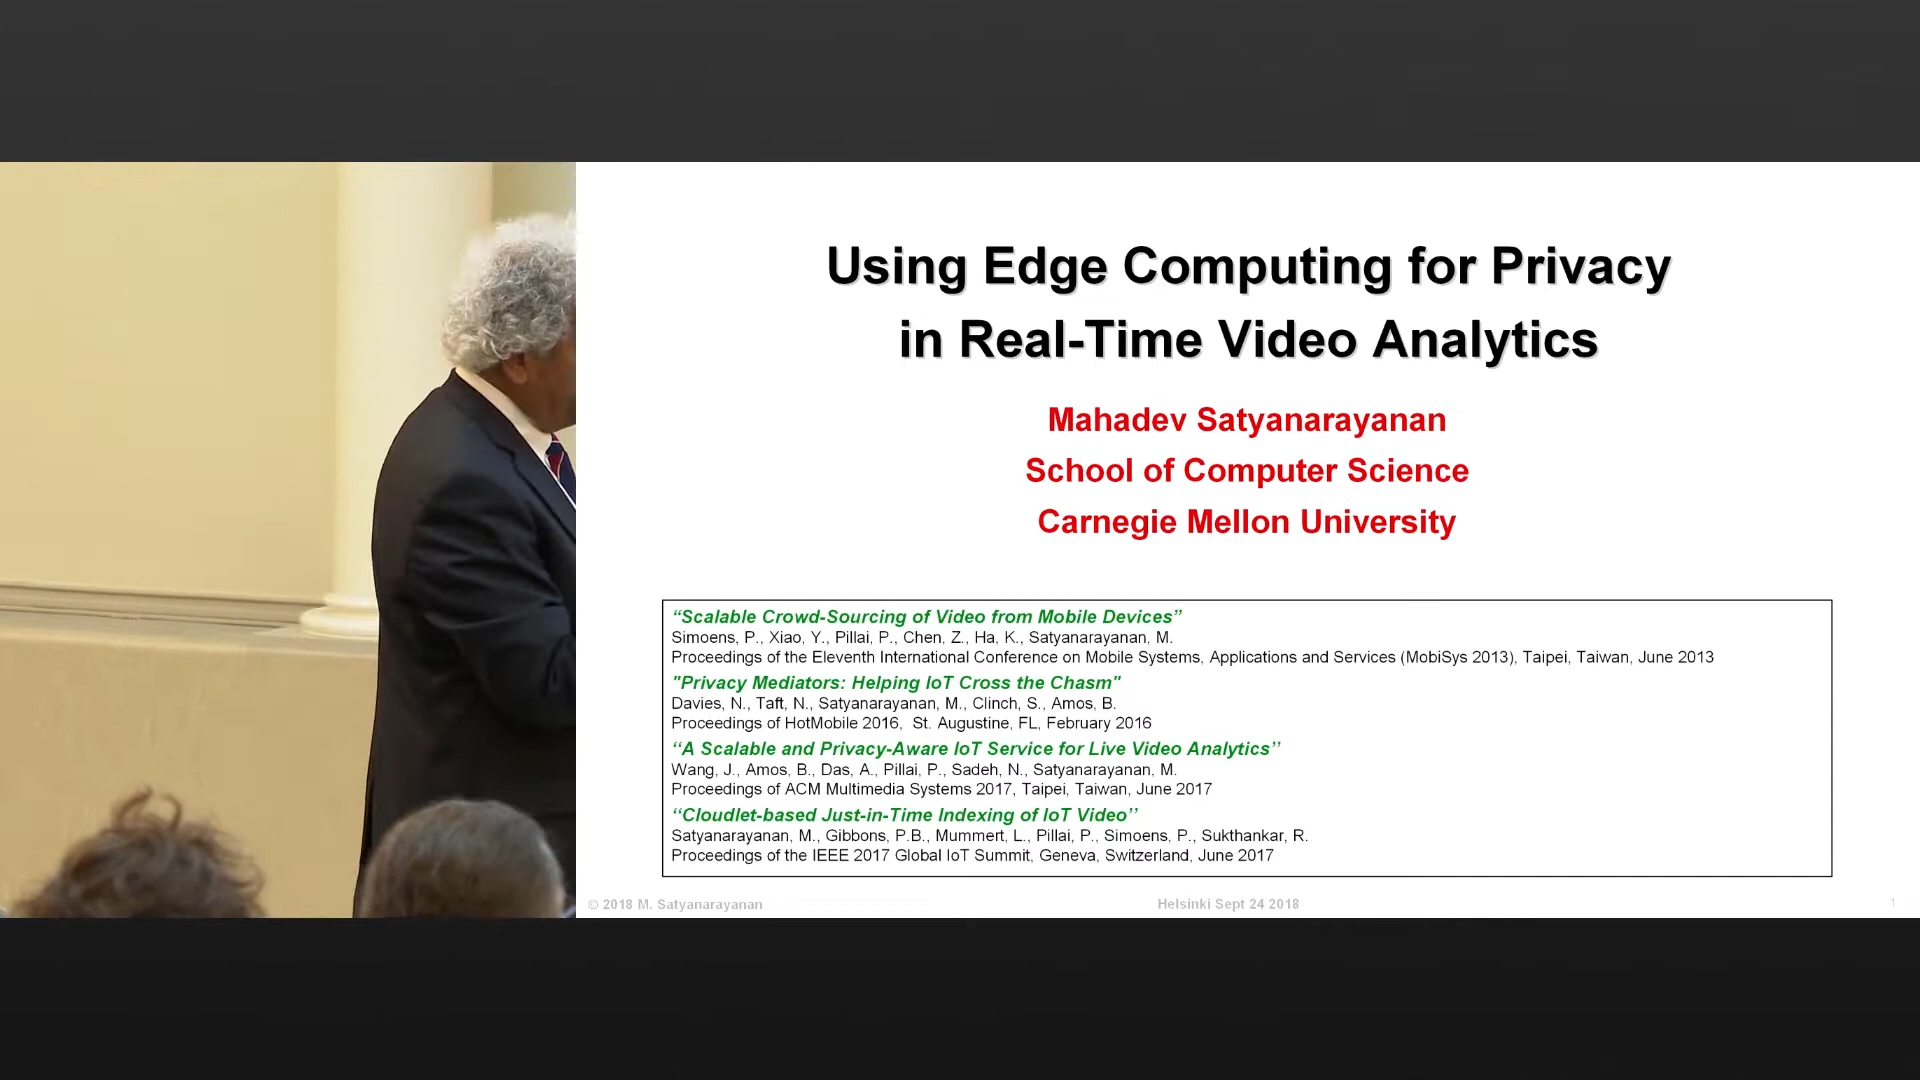 Using Edge Computing for Privacy
in Real-Time Video Analytics
Mahadev Satyanarayanan
School of Computer Science
Carnegie Mellon University
“Scalable Crowd-Sourcing of Video from Mobile Devices”
Simoens, P., Xiao, Y., Pillai, P., Chen, Z., Ha, K., Satyanarayanan, M.
Proceedings of the Eleventh International Conference on Mobile Systems, Applications and Services (MobiSys 2013), Taipei, Taiwan, June 2013
"Privacy Mediators: Helping IoT Cross the Chasm"
Davies, N., Taft, N., Satyanarayanan, M., Clinch, S., Amos, B.
Proceedings of HotMobile 2016, St. Augustine, FL, February 2016
‘‘A Scalable and Privacy-Aware IoT Service for Live Video Analytics’’
Wang, J., Amos, B., Das, A., Pillai, P., Sadeh, N., Satyanarayanan, M.
Proceedings of ACM Multimedia Systems 2017, Taipei, Taiwan, June 2017
‘‘Cloudlet-based Just-in-Time Indexing of IoT Video’’
Satyanarayanan, M., Gibbons, P.B., Mummert, L., Pillai, P., Simoens, P., Sukthankar, R.
Proceedings of the IEEE 2017 Global IoT Summit, Geneva, Switzerland, June 2017
© 2018 M. Satyanarayanan
Helsinki Sept 24 2018
1